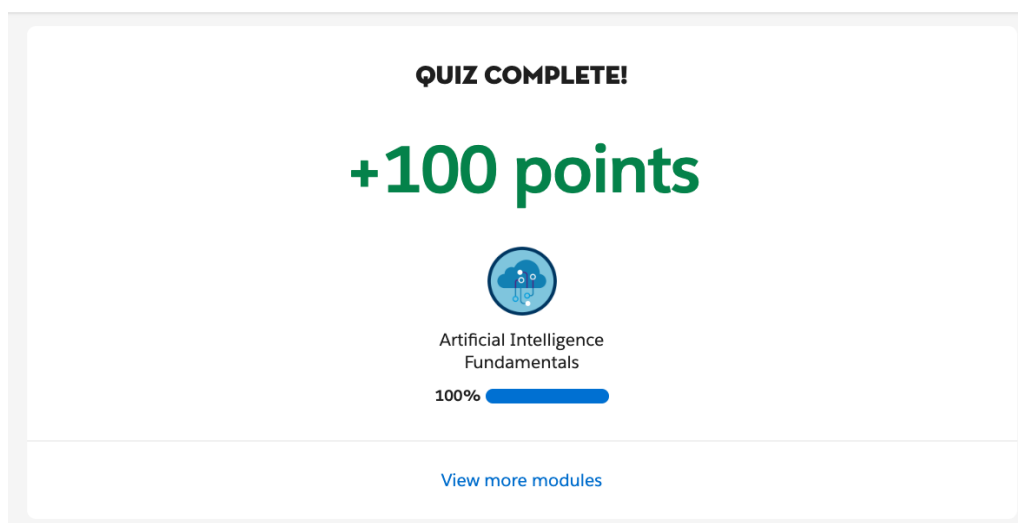 QUIZ COMPLETE!
+100 points
Artificial Intelligence
Fundamentals
100%
View more modules